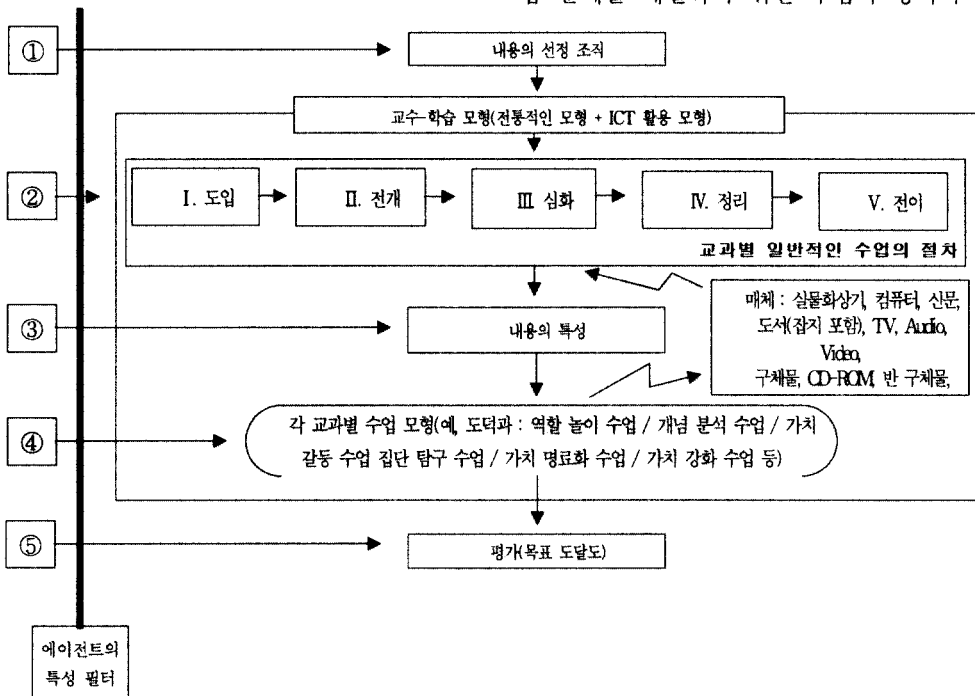 ①
내용의 선정 조직
교수-학습 모형(전통적인 모형 + ICT 활용 모형)
②
Ⅰ. 도입
Ⅱ. 전개
Ⅲ 심화
Ⅳ. 정리
Ⅴ. 전이
교과별 일반적인 수업의 절차
매체 : 실물화상기, 컴퓨터, 신문,
도서(잡지 포함), TV, Audio,
Video,
구체물, CD-ROM, 반 구체물,
③
내용의 특성
④
각 교과별 수업 모형(예, 도덕과 : 역할 놀이 수업 / 개념 분석 수업 / 가치
갈등 수업 집단 탐구 수업 / 가치 명료화 수업 / 가치 강화 수업 등)
⑤
평가(목표 도달도)
에이전트의
특성 필터